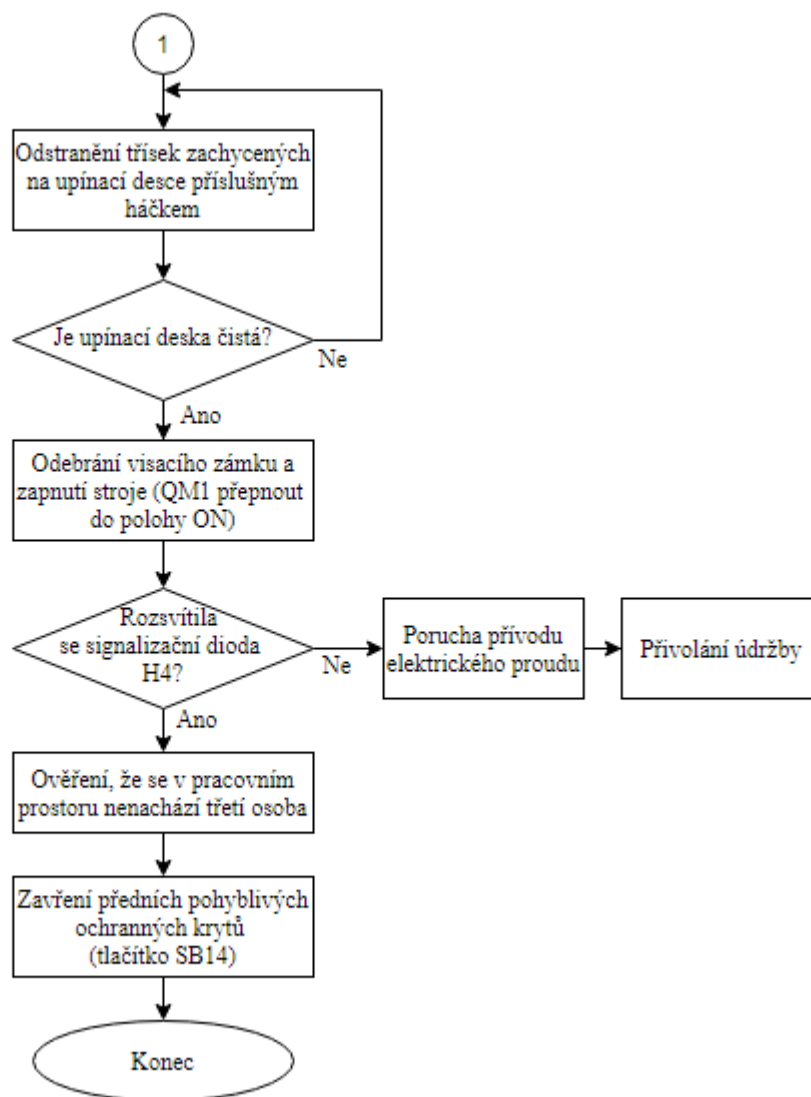 1
Odstranění třísek zachycených
na upínací desce příslušným
háčkem
Je upínací deska čistá?
Ne
Ano
Odebrání visacího zámku a
zapnutí stroje (QM1 přepnout
do polohy ON)
Rozsvítila
se signalizační dioda
H4?
Ne
Porucha přívodu
elektrického proudu
Přivolání údržby
Ano
Ověření, že se v pracovním
prostoru nenachází třetí osoba
Zavření předních pohyblivých
ochranných krytů
(tlačítko SB14)
Konec